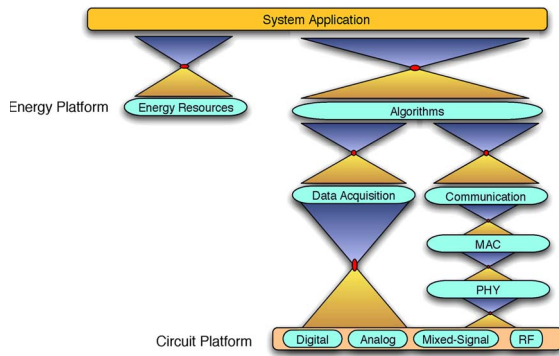 System Application
Energy Platform
Energy Resources
Algorithms
Data Acquisition
Communication
MAC
PHY
Circuit Platform
Digital
Analog
Mixed-Signal
RF